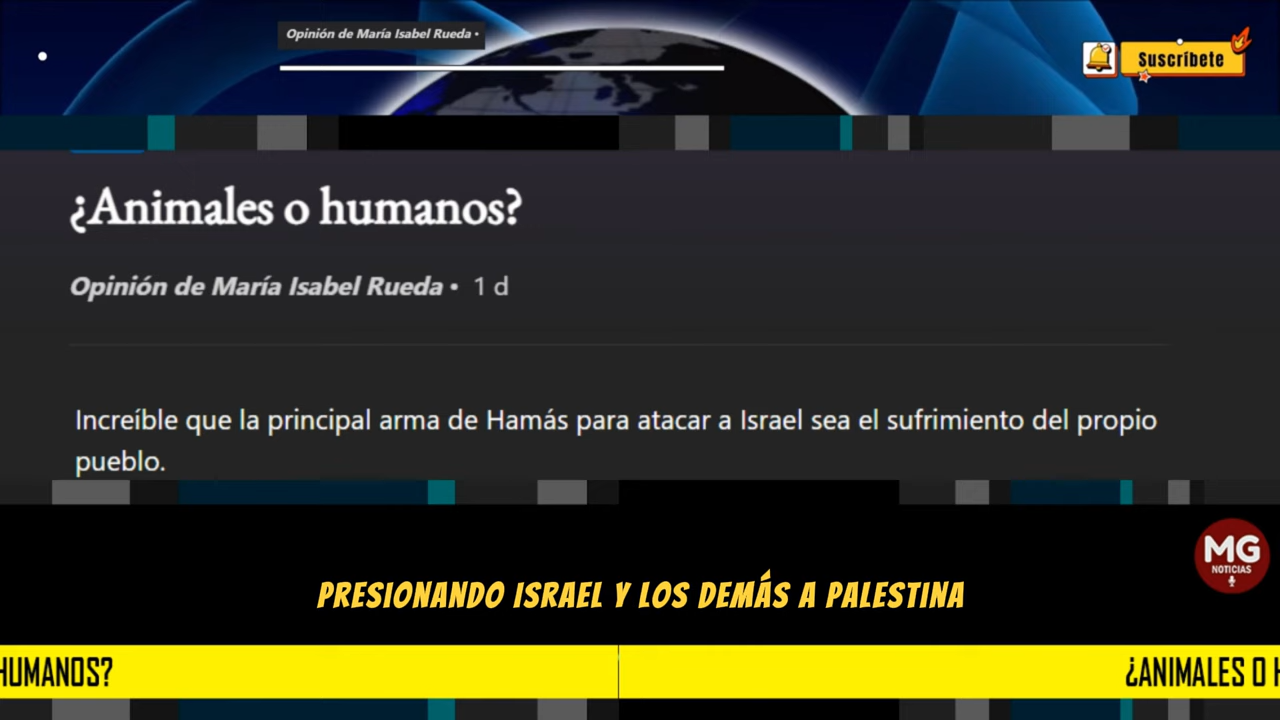 Opinión de María Isabel Rueda •
Suscríbete
¿Animales o humanos?
Opinión de María Isabel Rueda • 1 d
Increíble que la principal arma de Hamás para atacar a Israel sea el sufrimiento del propio
pueblo.
MG
NOTICIAS
PRESIONANDO ISRAEL Y LOS DEMÁS A PALESTINA
HUMANOS?
¿ANIMALES O H